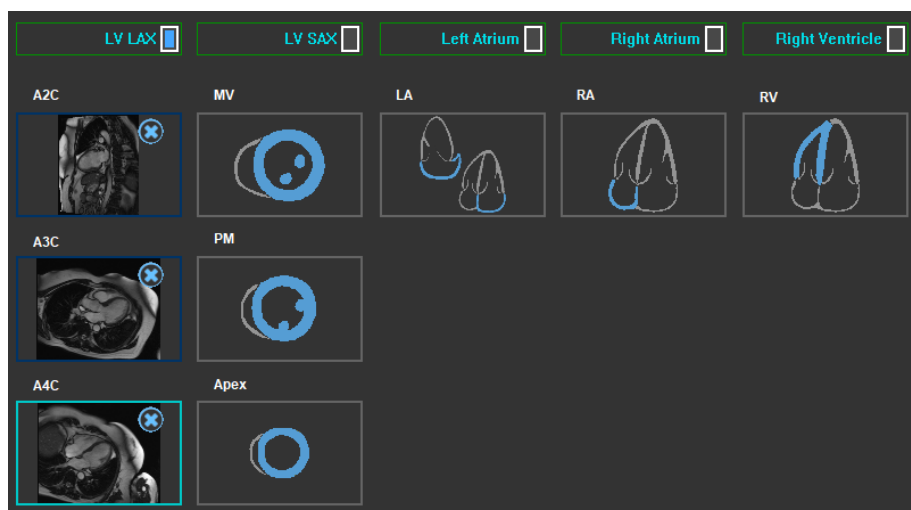 LV LAX
LV SAX
Left Atrium
Right Atrium
Right Ventricle
A2C
MV
LA
RA
RV
A3C
PM
A4C
Apex